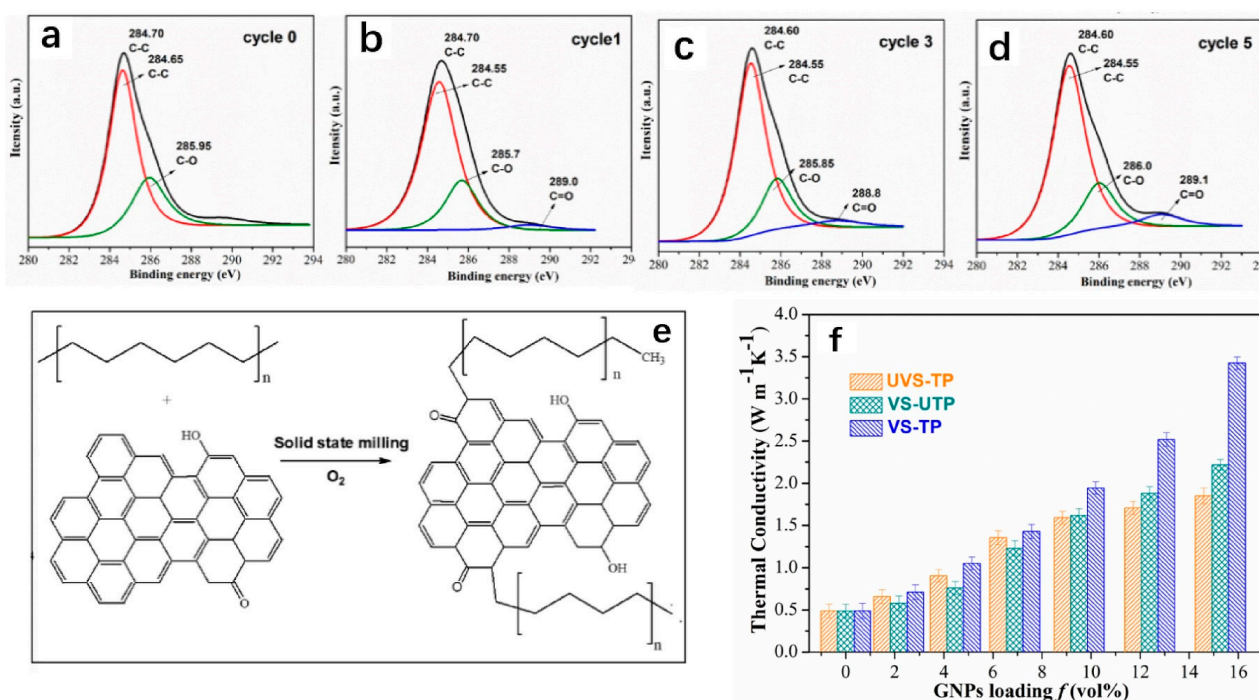 a
cycle 0
284.70
C-C
284.65
C-C
285.95
C-O
Itensity (a.u.)
280 282 284 286 288 290 292 294
Binding energy (eV)
b
cycle1
284.70
C-C
284.55
C-C
285.7
C-O
289.0
C=O
Itensity (a.u.)
280 282 284 286 288 290 292 294
Binding energy (eV)
c
cycle 3
284.60
C-C
284.55
C-C
285.85
C-O
288.8
C=O
Itensity (a.u.)
280 282 284 286 288 290 292 294
Binding energy (eV)
d
cycle 5
284.60
C-C
284.55
C-C
286.0
C-O
289.1
C=O
Itensity (a.u.)
280 282 284 286 288 290 292 294
Binding energy (eV)
e
n
+
HO
O
Solid state milling
O2
n
CH3
O
HO
O
OH
n
f
UVS-TP
VS-UTP
VS-TP
Thermal Conductivity (W m⁻¹K⁻¹)
4.0
3.5
3.0
2.5
2.0
1.5
1.0
0.5
0.0
0 2 4 6 8 10 12 14 16
GNPs loading f (vol%)